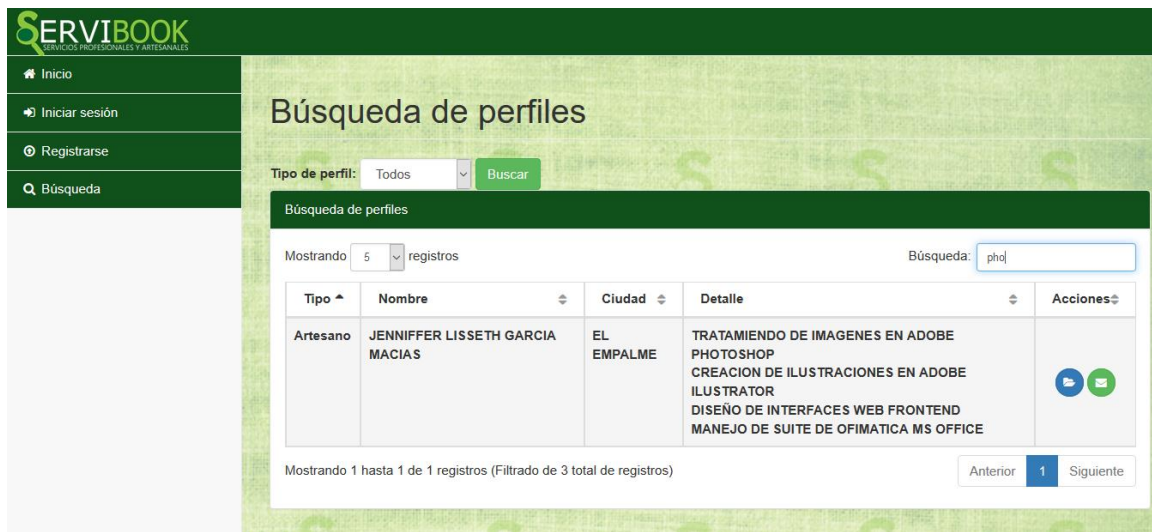 SERVIBOOK
SERVICIOS PROFESIONALES Y ARTESANALES
Inicio
Iniciar sesión
Registrarse
Búsqueda
Búsqueda de perfiles
Tipo de perfil: Todos Buscar
Búsqueda de perfiles
Mostrando 5 registros Búsqueda: pho
Tipo Nombre Ciudad Detalle Acciones
Artesano JENNIFFER LISSETH GARCIA EL TRATAMIENDO DE IMAGENES EN ADOBE
MACIAS EMPALME PHOTOSHOP
CREACION DE ILUSTRACIONES EN ADOBE
ILUSTRATOR
DISEÑO DE INTERFACES WEB FRONTEND
MANEJO DE SUITE DE OFIMATICA MS OFFICE
Mostrando 1 hasta 1 de 1 registros (Filtrado de 3 total de registros) Anterior 1 Siguiente